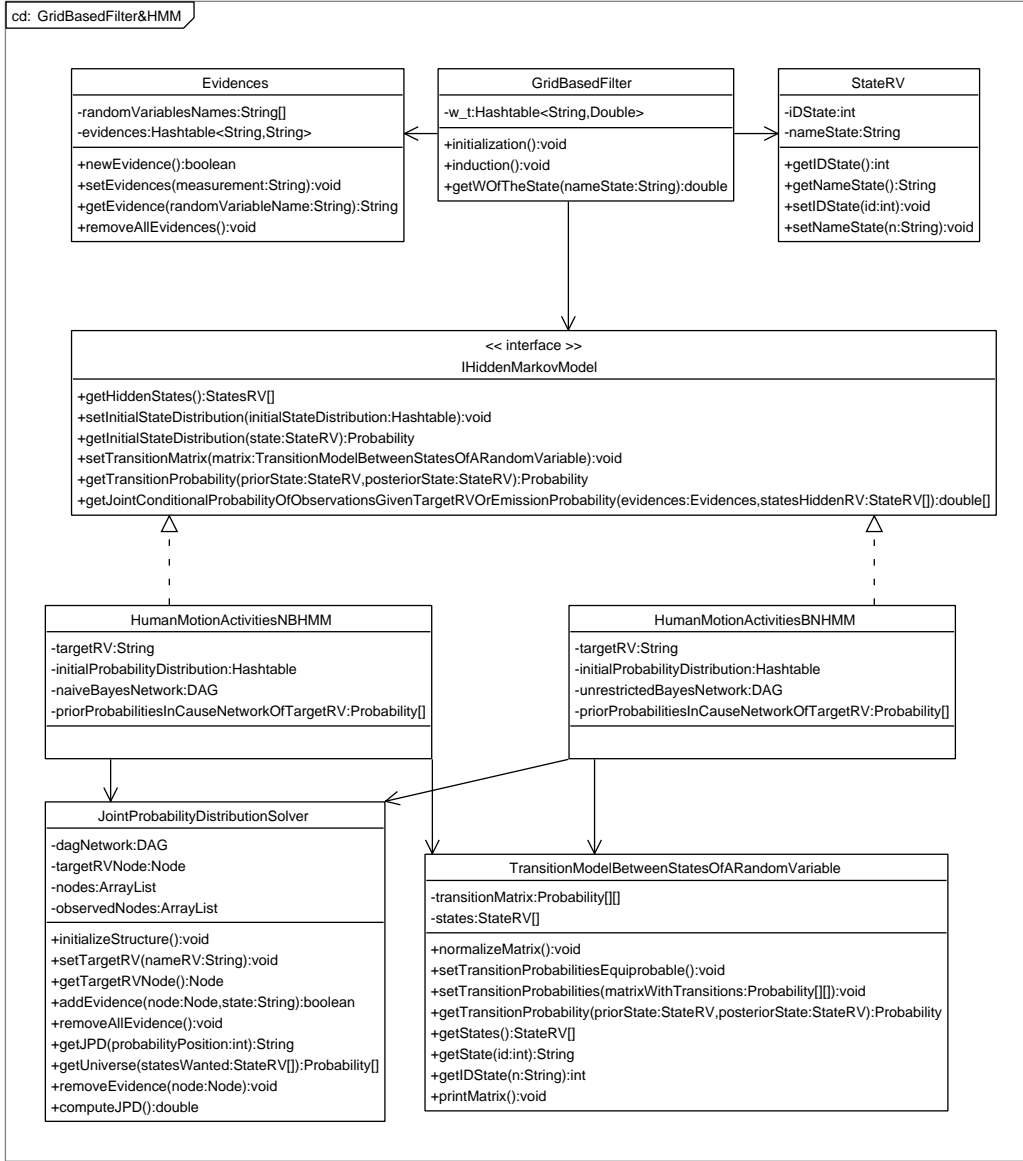 cd: GridBasedFilter&HMM
Evidences
-randomVariablesNames:String[]
-evidences:Hashtable<String,String>
+newEvidence():boolean
+setEvidences(measurement:String):void
+getEvidence(randomVariableName:String):String
+removeAllEvidences():void
GridBasedFilter
-w_t:Hashtable<String,Double>
+initialization():void
+induction():void
+getWOfTheState(nameState:String):double
StateRV
-iDState:int
-nameState:String
+getIDState():int
+getNameState():String
+setIDState(id:int):void
+setNameState(n:String):void
<< interface >>
IHiddenMarkovModel
+getHiddenStates():StatesRV[]
+setInitialStateDistribution(initialStateDistribution:Hashtable):void
+getInitialStateDistribution(state:StateRV):Probability
+setTransitionMatrix(matrix:TransitionModelBetweenStatesOfARandomVariable):void
+getTransitionProbability(priorState:StateRV,posteriorState:StateRV):Probability
+getJointConditionalProbabilityOfObservationsGivenTargetRVOrEmissionProbability(evidences:Evidences,statesHiddenRV:StateRV[]):double[]
HumanMotionActivitiesNBHMM
-targetRV:String
-initialProbabilityDistribution:Hashtable
-naiveBayesNetwork:DAG
-priorProbabilitiesInCauseNetworkOfTargetRV:Probability[]
HumanMotionActivitiesBNHMM
-targetRV:String
-initialProbabilityDistribution:Hashtable
-unrestrictedBayesNetwork:DAG
-priorProbabilitiesInCauseNetworkOfTargetRV:Probability[]
JointProbabilityDistributionSolver
-dagNetwork:DAG
-targetRVNode:Node
-nodes:ArrayList
-observedNodes:ArrayList
+initializeStructure():void
+setTargetRV(nameRV:String):void
+getTargetRVNode():Node
+addEvidence(node:Node,state:String):boolean
+removeAllEvidence():void
+getJPD(probabilityPosition:int):String
+getUniverse(statesWanted:StateRV[]):Probability[]
+removeEvidence(node:Node):void
+computeJPD():double
TransitionModelBetweenStatesOfARandomVariable
-transitionMatrix:Probability[][]
-states:StateRV[]
+normalizeMatrix():void
+setTransitionProbabilitiesEquiprobable():void
+setTransitionProbabilities(matrixWithTransitions:Probability[][]):void
+getTransitionProbability(priorState:StateRV,posteriorState:StateRV):Probability
+getStates():StateRV[]
+getState(id:int):String
+getIDState(n:String):int
+printMatrix():void